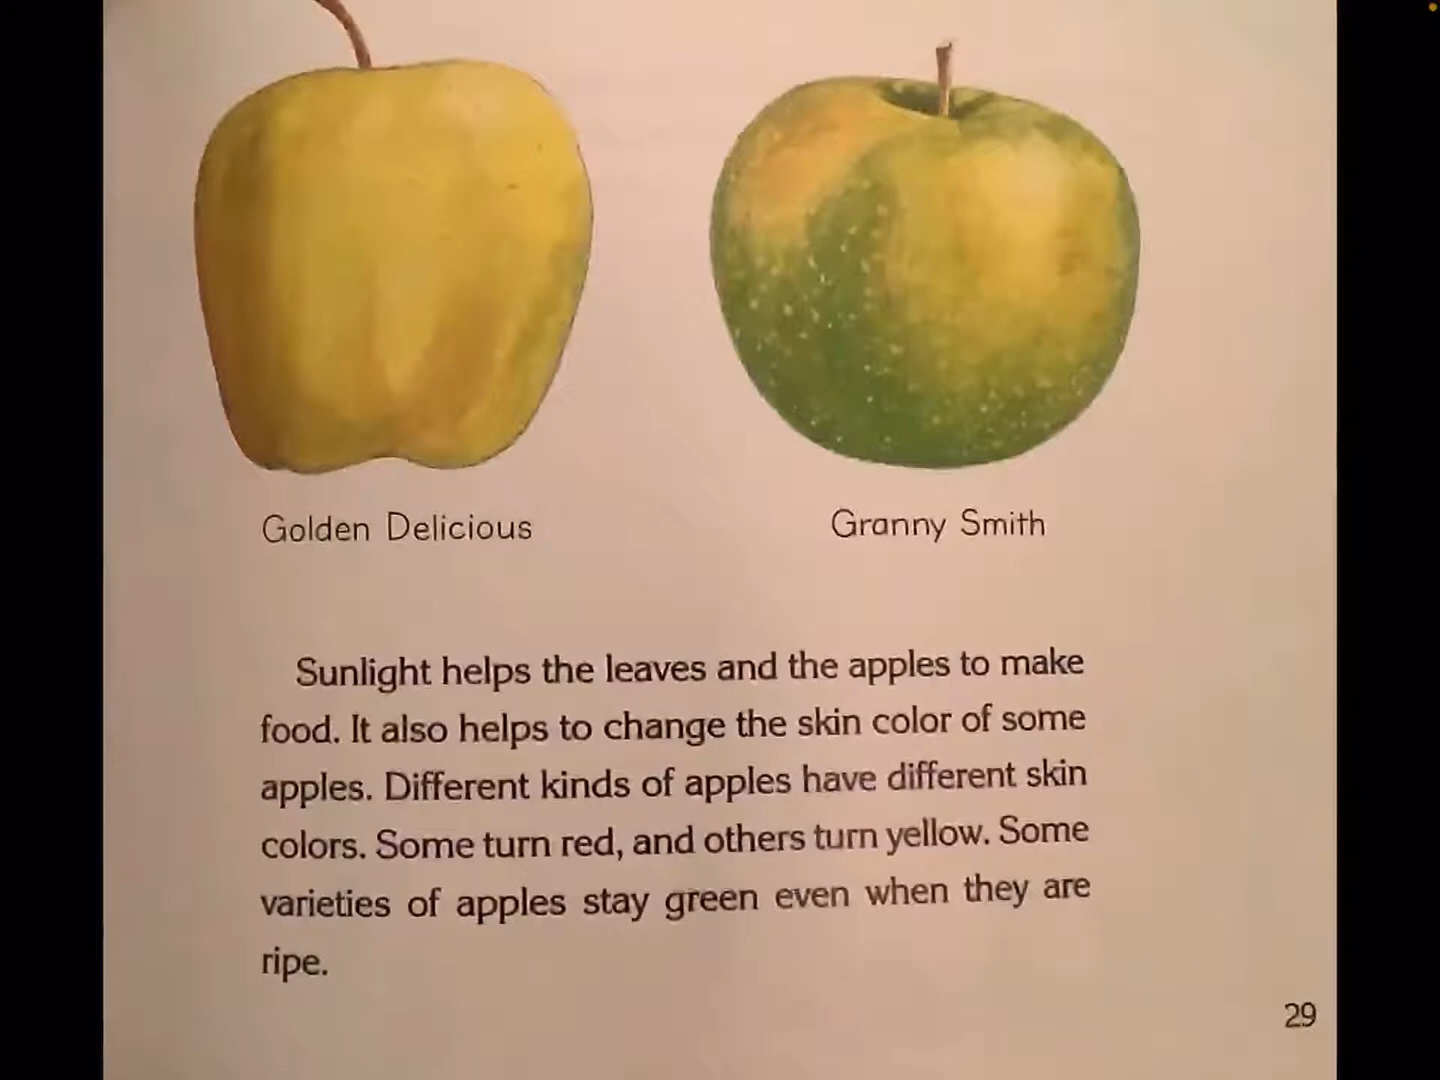 Golden Delicious
Granny Smith
Sunlight helps the leaves and the apples to make
food. It also helps to change the skin color of some
apples. Different kinds of apples have different skin
colors. Some turn red, and others turn yellow. Some
varieties of apples stay green even when they are
ripe.
29